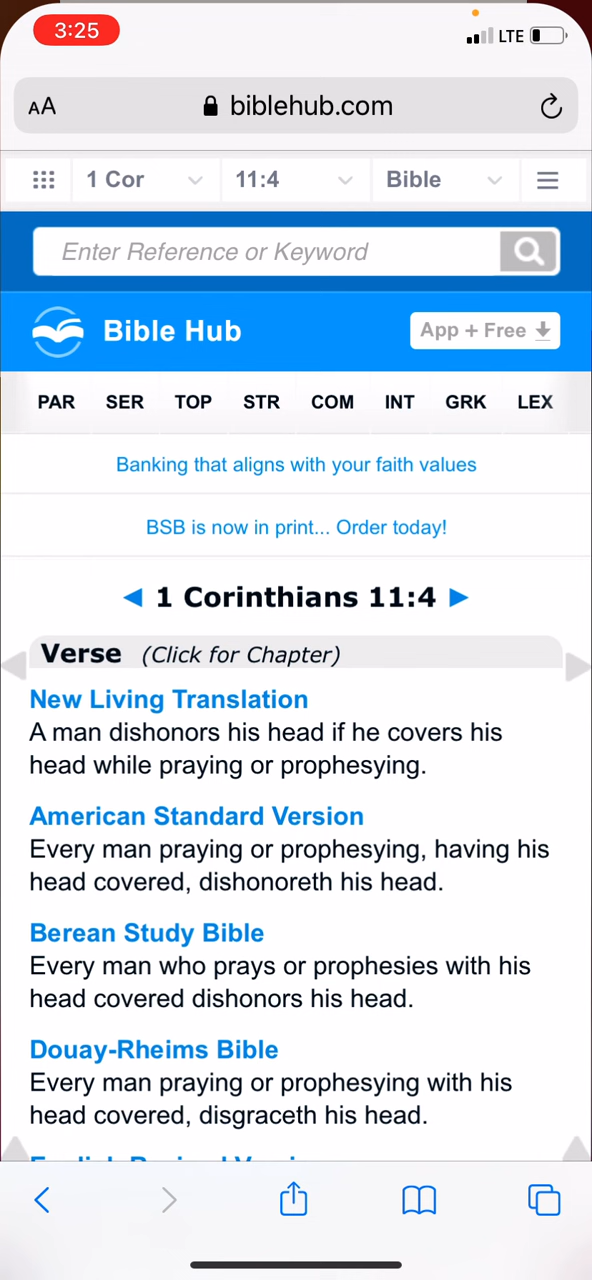 3:25
LTE
AA
biblehub.com
1 Cor
11:4
Bible
Enter Reference or Keyword
Bible Hub
App + Free
PAR SER TOP STR COM INT GRK LEX
Banking that aligns with your faith values
BSB is now in print... Order today!
1 Corinthians 11:4
Verse (Click for Chapter)
New Living Translation
A man dishonors his head if he covers his
head while praying or prophesying.
American Standard Version
Every man praying or prophesying, having his
head covered, dishonoreth his head.
Berean Study Bible
Every man who prays or prophesies with his
head covered dishonors his head.
Douay-Rheims Bible
Every man praying or prophesying with his
head covered, disgraceth his head.